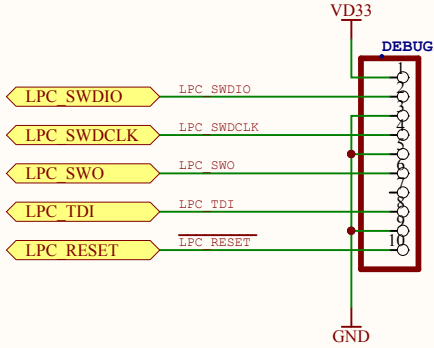 VD33
DEBUG
1
LPC_SWDIO LPC_SWDIO 2
3
LPC_SWDCLK LPC_SWDCLK 4
5
LPC_SWO LPC_SWO 6
7
LPC_TDI LPC_TDI 8
9
LPC_RESET LPC_RESET 10
GND